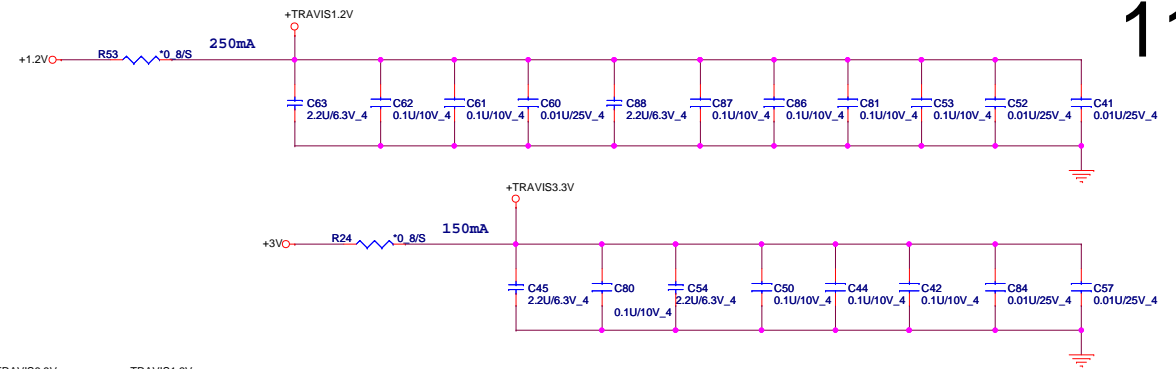 11
+TRAVIS1.2V
+1.2V
R53
*0_8/S
250mA
C63
2.2U/6.3V_4
C62
0.1U/10V_4
C61
0.1U/10V_4
C60
0.01U/25V_4
C88
2.2U/6.3V_4
C87
0.1U/10V_4
C86
0.1U/10V_4
C81
0.1U/10V_4
C53
0.1U/10V_4
C52
0.01U/25V_4
C41
0.01U/25V_4
+TRAVIS3.3V
+3V
R24
*0_8/S
150mA
C45
2.2U/6.3V_4
C80
0.1U/10V_4
C54
2.2U/6.3V_4
C50
0.1U/10V_4
C44
0.1U/10V_4
C42
0.1U/10V_4
C84
0.01U/25V_4
C57
0.01U/25V_4